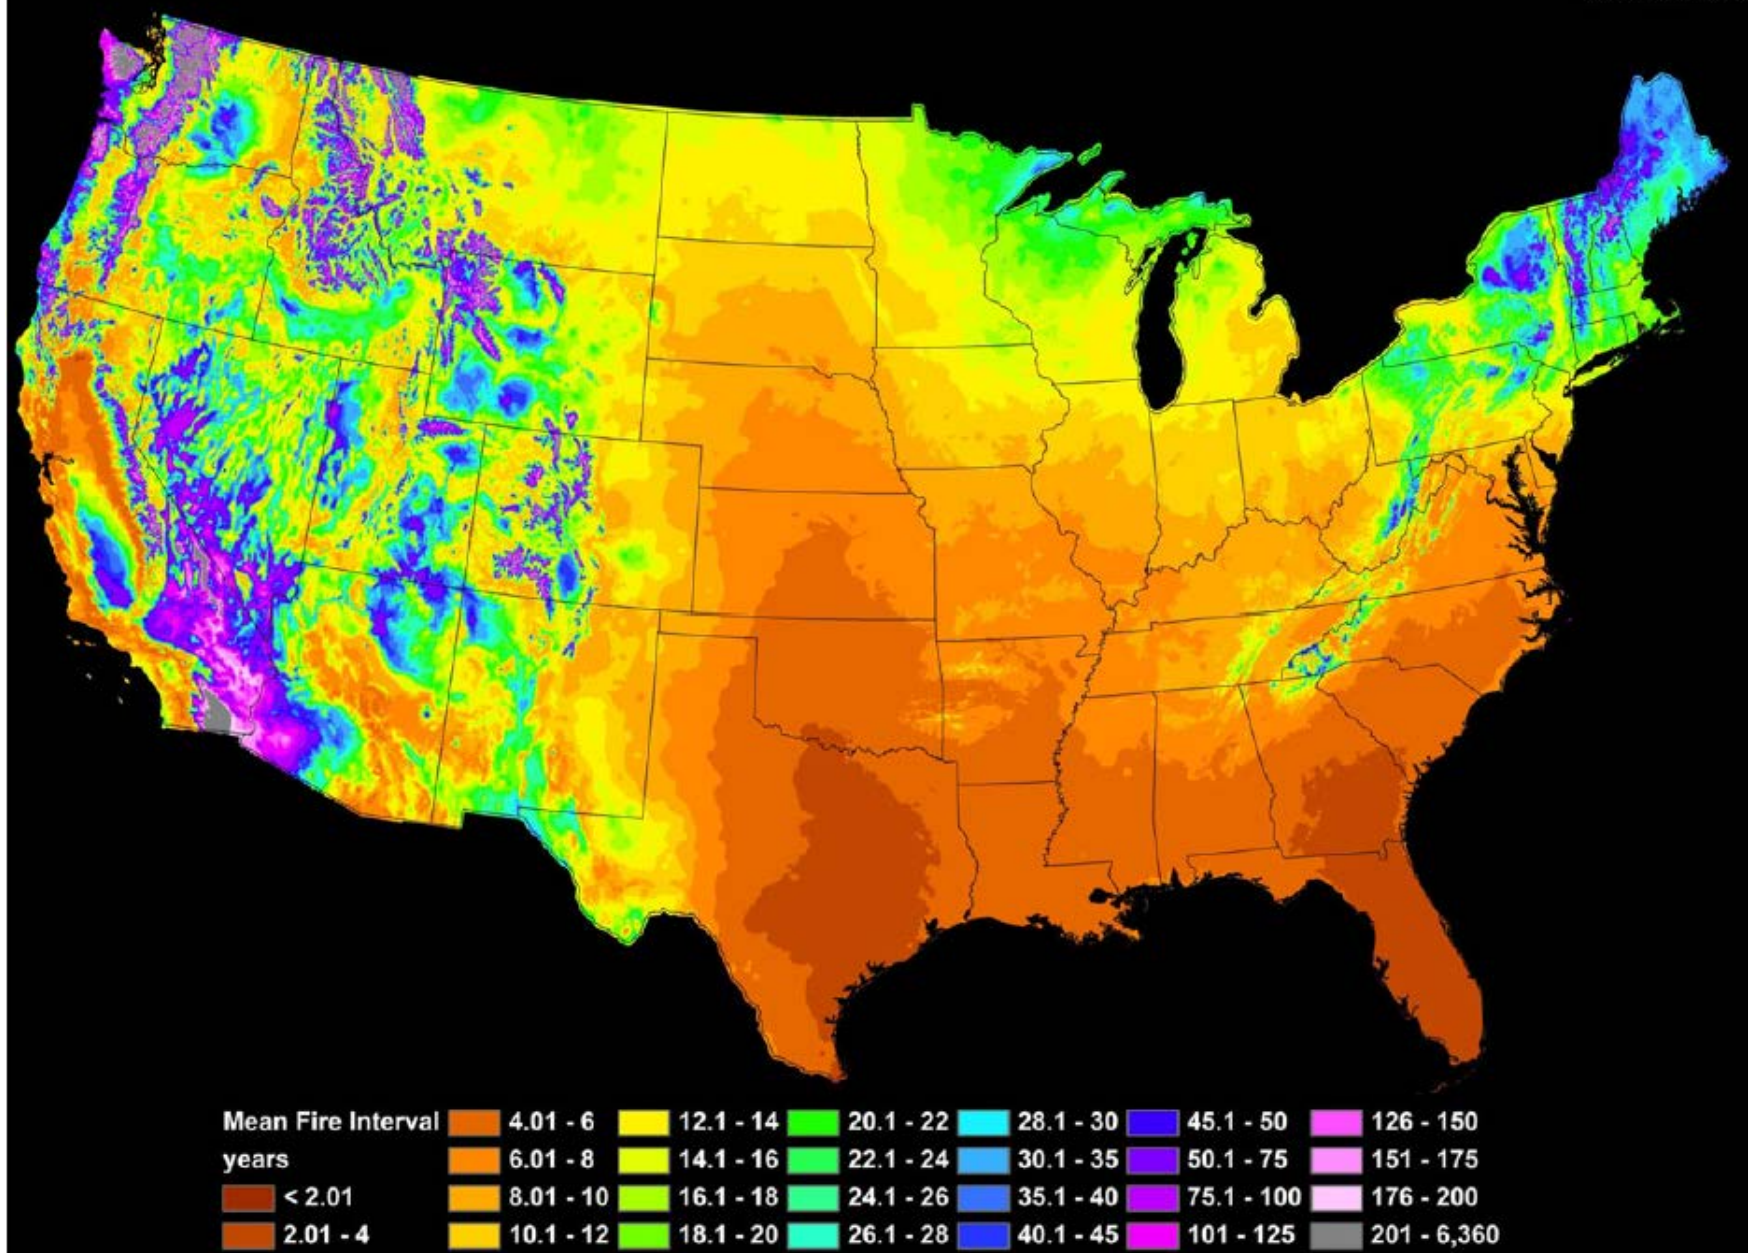 Mean Fire Interval
years
< 2.01
2.01 - 4
4.01 - 6
6.01 - 8
8.01 - 10
10.1 - 12
12.1 - 14
14.1 - 16
16.1 - 18
18.1 - 20
20.1 - 22
22.1 - 24
24.1 - 26
26.1 - 28
28.1 - 30
30.1 - 35
35.1 - 40
40.1 - 45
45.1 - 50
50.1 - 75
75.1 - 100
101 - 125
126 - 150
151 - 175
176 - 200
201 - 6,360